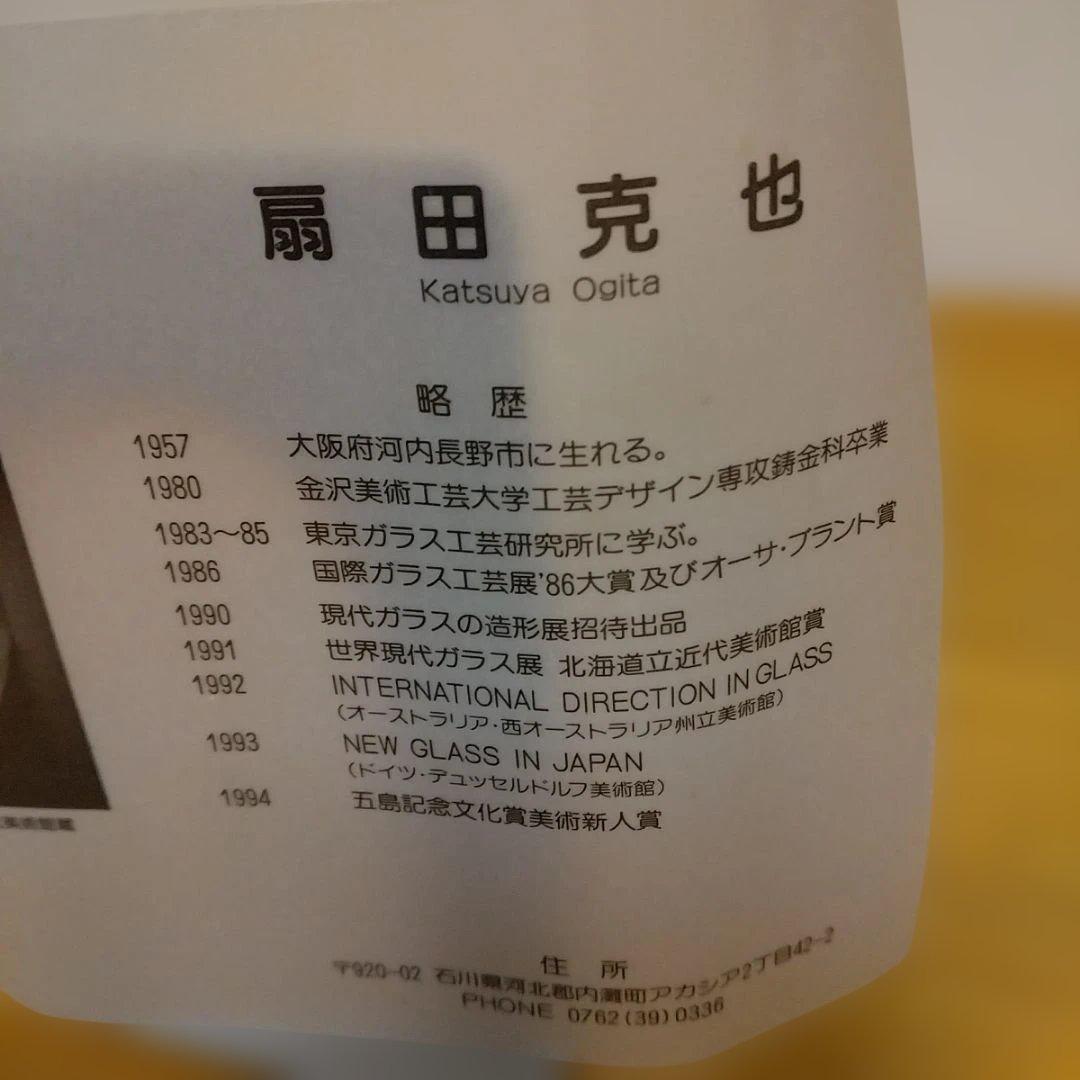 扇田克也
Katsuya Ogita
略歴
1957 大阪府河内長野市に生れる。
1980 金沢美術工芸大学工芸デザイン専攻鋳金科卒業
1983〜85 東京ガラス工芸研究所に学ぶ。
1986 国際ガラス工芸展'86大賞及びオーサ・ブラント賞
1990 現代ガラスの造形展招待出品
1991 世界現代ガラス展 北海道立近代美術館賞
1992 INTERNATIONAL DIRECTION IN GLASS
(オーストラリア・西オーストラリア州立美術館)
1993 NEW GLASS IN JAPAN
(ドイツ・デュッセルドルフ美術館)
1994 五島記念文化賞美術新人賞
美術館蔵
住所
〒920-02 石川県河北郡内灘町アカシア2丁目42-2
PHONE 0762(39)0336